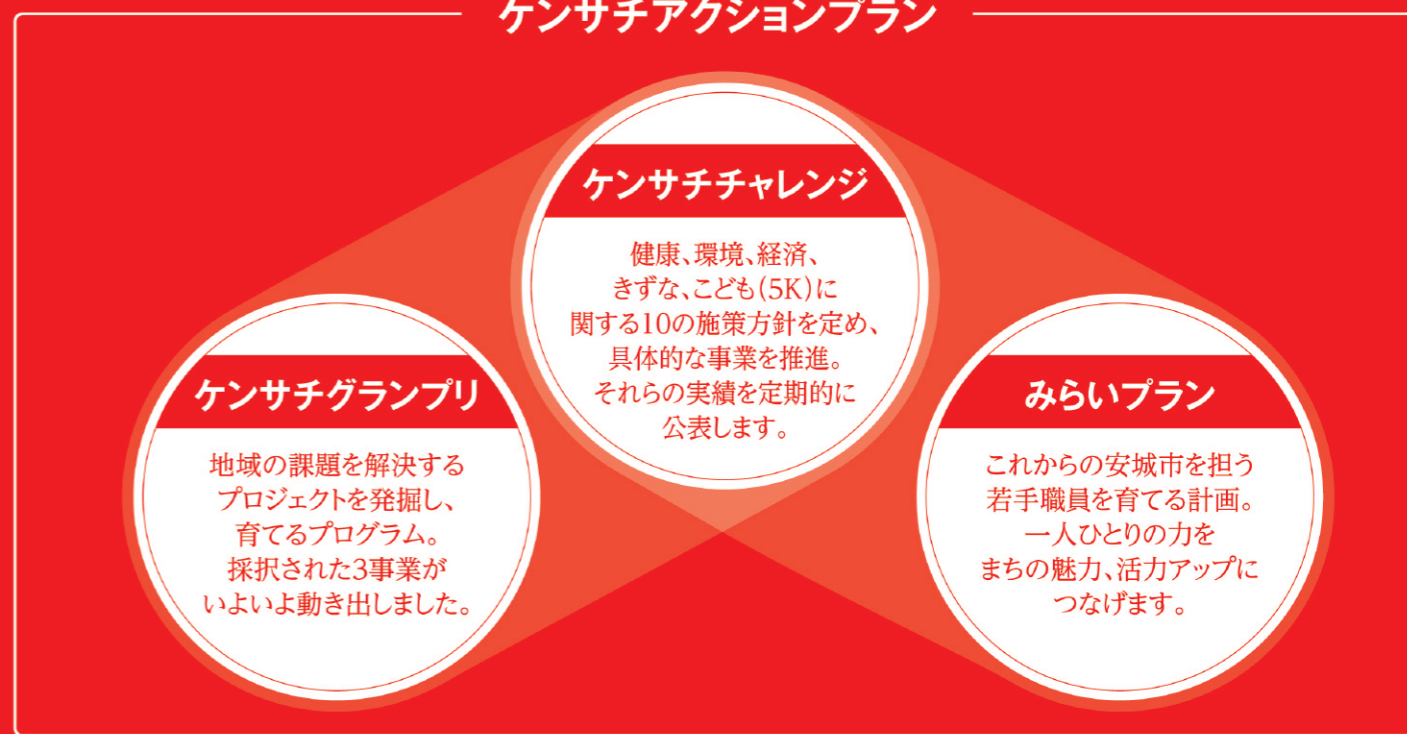 ケンサチアクションプラン
ケンサチチャレンジ
健康、環境、経済、
きずな、こども(5K)に
関する10の施策方針を定め、
具体的な事業を推進。
それらの実績を定期的に
公表します。
ケンサチグランプリ
地域の課題を解決する
プロジェクトを発掘し、
育てるプログラム。
採択された3事業が
いよいよ動き出しました。
みらいプラン
これからの安城市を担う
若手職員を育てる計画。
一人ひとりの力を
まちの魅力、活力アップに
つなげます。